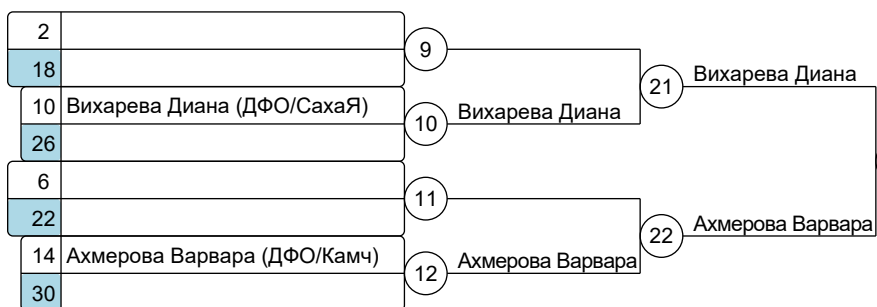 2
9
18
21 Вихарева Диана
10 Вихарева Диана (ДФО/СахаЯ)
10 Вихарева Диана
26
6
11
22
22 Ахмерова Варвара
14 Ахмерова Варвара (ДФО/Камч)
12 Ахмерова Варвара
30